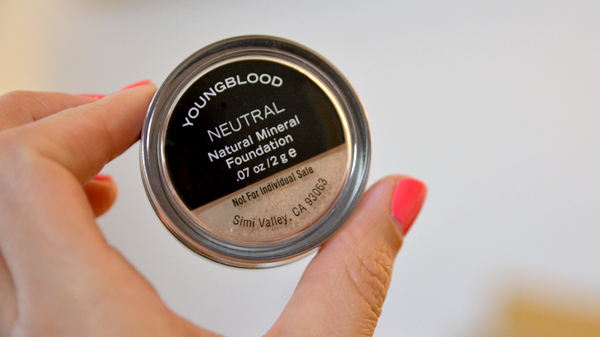 YOUNGBLOOD
NEUTRAL
Natural Mineral
Foundation
.07 oz/2 g ℮
Not For Individual Sale
Simi Valley, CA 93063